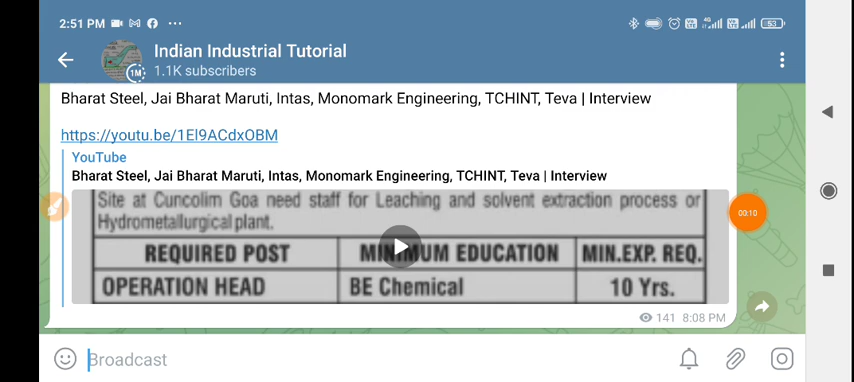 2:51 PM
53
Indian Industrial Tutorial
1M
1.1K subscribers
Bharat Steel, Jai Bharat Maruti, Intas, Monomark Engineering, TCHINT, Teva | Interview
https://youtu.be/1El9ACdxOBM
YouTube
Bharat Steel, Jai Bharat Maruti, Intas, Monomark Engineering, TCHINT, Teva | Interview
Site at Cuncolim Goa need staff for Leaching and solvent extraction process or
Hydrometallurgical plant.
REQUIRED POST MINIMUM EDUCATION MIN.EXP. REQ.
OPERATION HEAD BE Chemical 10 Yrs.
00:10
141 8:08 PM
Broadcast